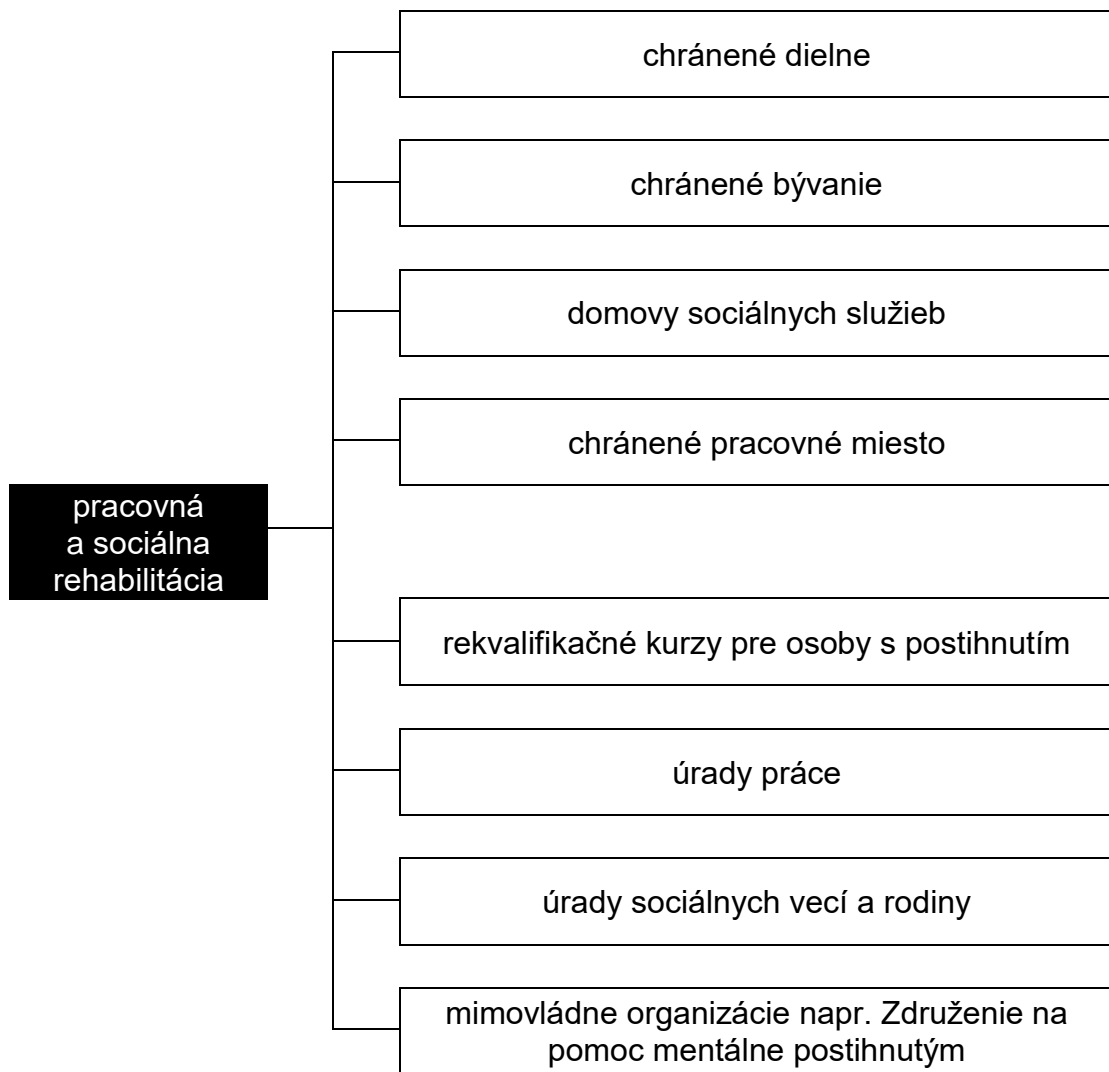 chránené dielne
chránené bývanie
domovy sociálnych služieb
chránené pracovné miesto
pracovná
a sociálna
rehabilitácia
rekvalifikačné kurzy pre osoby s postihnutím
úrady práce
úrady sociálnych vecí a rodiny
mimovládne organizácie napr. Združenie na
pomoc mentálne postihnutým